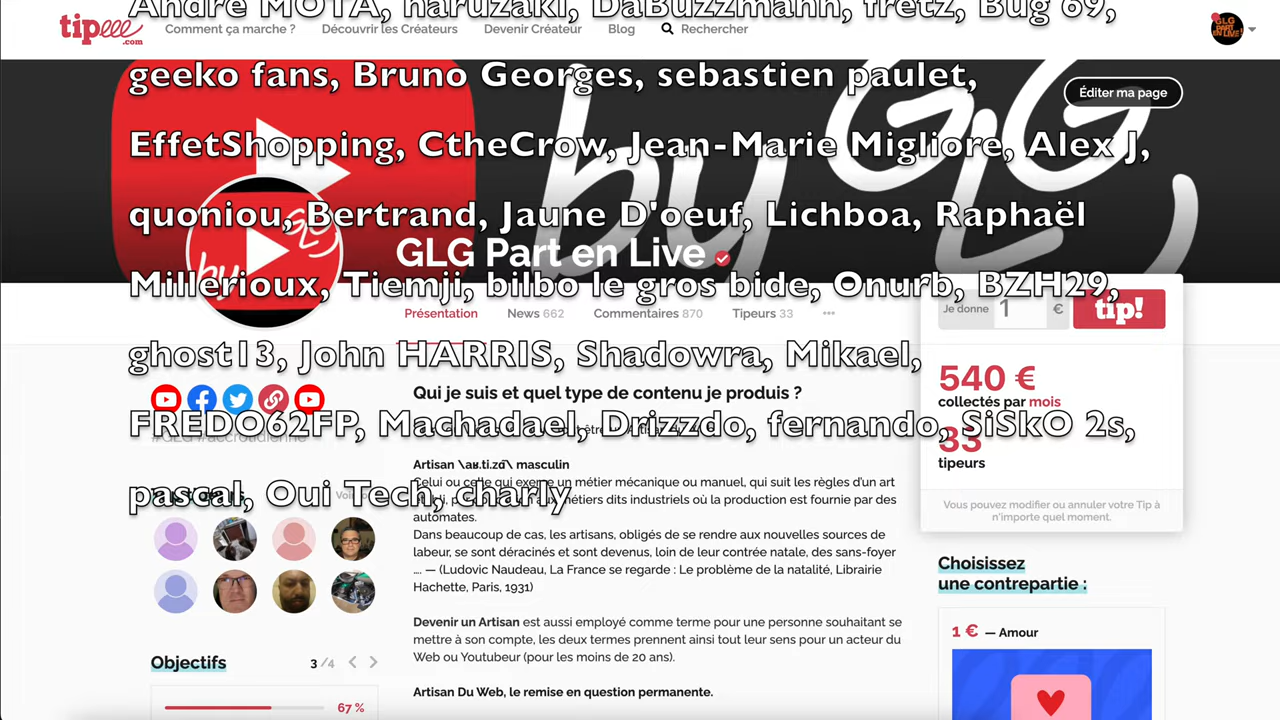 André MOTA, haruzaki, DaBuzzmann, fretz, Bug 69,
tipeee
.com
Comment ça marche ? Découvrir les Créateurs Devenir Créateur Blog Rechercher
GLG PART EN LIVE!
geeko fans, Bruno Georges, sebastien paulet,
Éditer ma page
by GLG
EffetShopping, CtheCrow, Jean-Marie Migliore, Alex J,
quoniou, Bertrand, Jaune D'oeuf, Lichboa, Raphaël
GLG Part en Live
Millerioux, Tiemji, bilbo le gros bide, Onurb, BZH29,
Je donne 1 € tip!
Présentation News 662 Commentaires 870 Tipeurs 33 •••
ghost13, John HARRIS, Shadowra, Mikael,
540 €
collectés par mois
Qui je suis et quel type de contenu je produis ?
FREDO62FP, Machadael, Drizzdo, fernando, SiSkO 2s,
#GLG #accrotidienne
33
tipeurs
Artisan \aʁ.ti.zɑ̃\ masculin
Celui ou celle qui exerce un métier mécanique ou manuel, qui suit les règles d’un art
pascal, Oui Tech, charly
métiers dits industriels où la production est fournie par des
automates.
Vous pouvez modifier ou annuler votre Tip à
n'importe quel moment.
Dans beaucoup de cas, les artisans, obligés de se rendre aux nouvelles sources de
labeur, se sont déracinés et sont devenus, loin de leur contrée natale, des sans-foyer
…. — (Ludovic Naudeau, La France se regarde : Le problème de la natalité, Librairie
Hachette, Paris, 1931)
Choisissez
une contrepartie :
Devenir un Artisan est aussi employé comme terme pour une personne souhaitant se
mettre à son compte, les deux termes prennent ainsi tout leur sens pour un acteur du
Web ou Youtubeur (pour les moins de 20 ans).
1 € — Amour
Objectifs 3 /4
Artisan Du Web, le remise en question permanente.
67 %